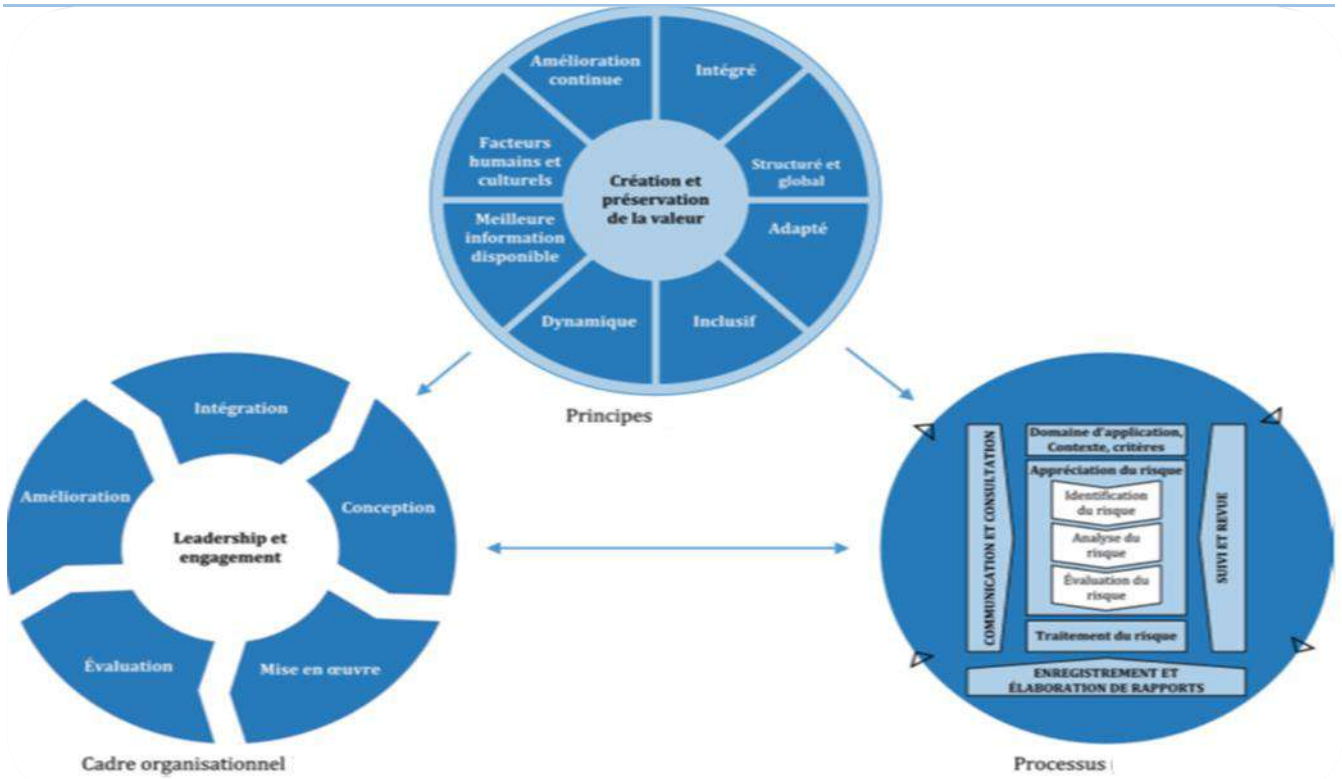 Amélioration
continue
Intégré
Facteurs
humains et
culturels
Structuré et
global
Création et
préservation
de la valeur
Meilleure
information
disponible
Adapté
Dynamique
Inclusif
Principes
Intégration
Amélioration
Conception
Leadership et
engagement
Évaluation
Mise en œuvre
Cadre organisationnel
COMMUNICATION ET CONSULTATION
Domaine d'application,
Contexte, critères
Appréciation du risque
Identification
du risque
Analyse du
risque
Évaluation du
risque
Traitement du risque
SUIVI ET REVUE
ENREGISTREMENT ET
ÉLABORATION DE RAPPORTS
Processus